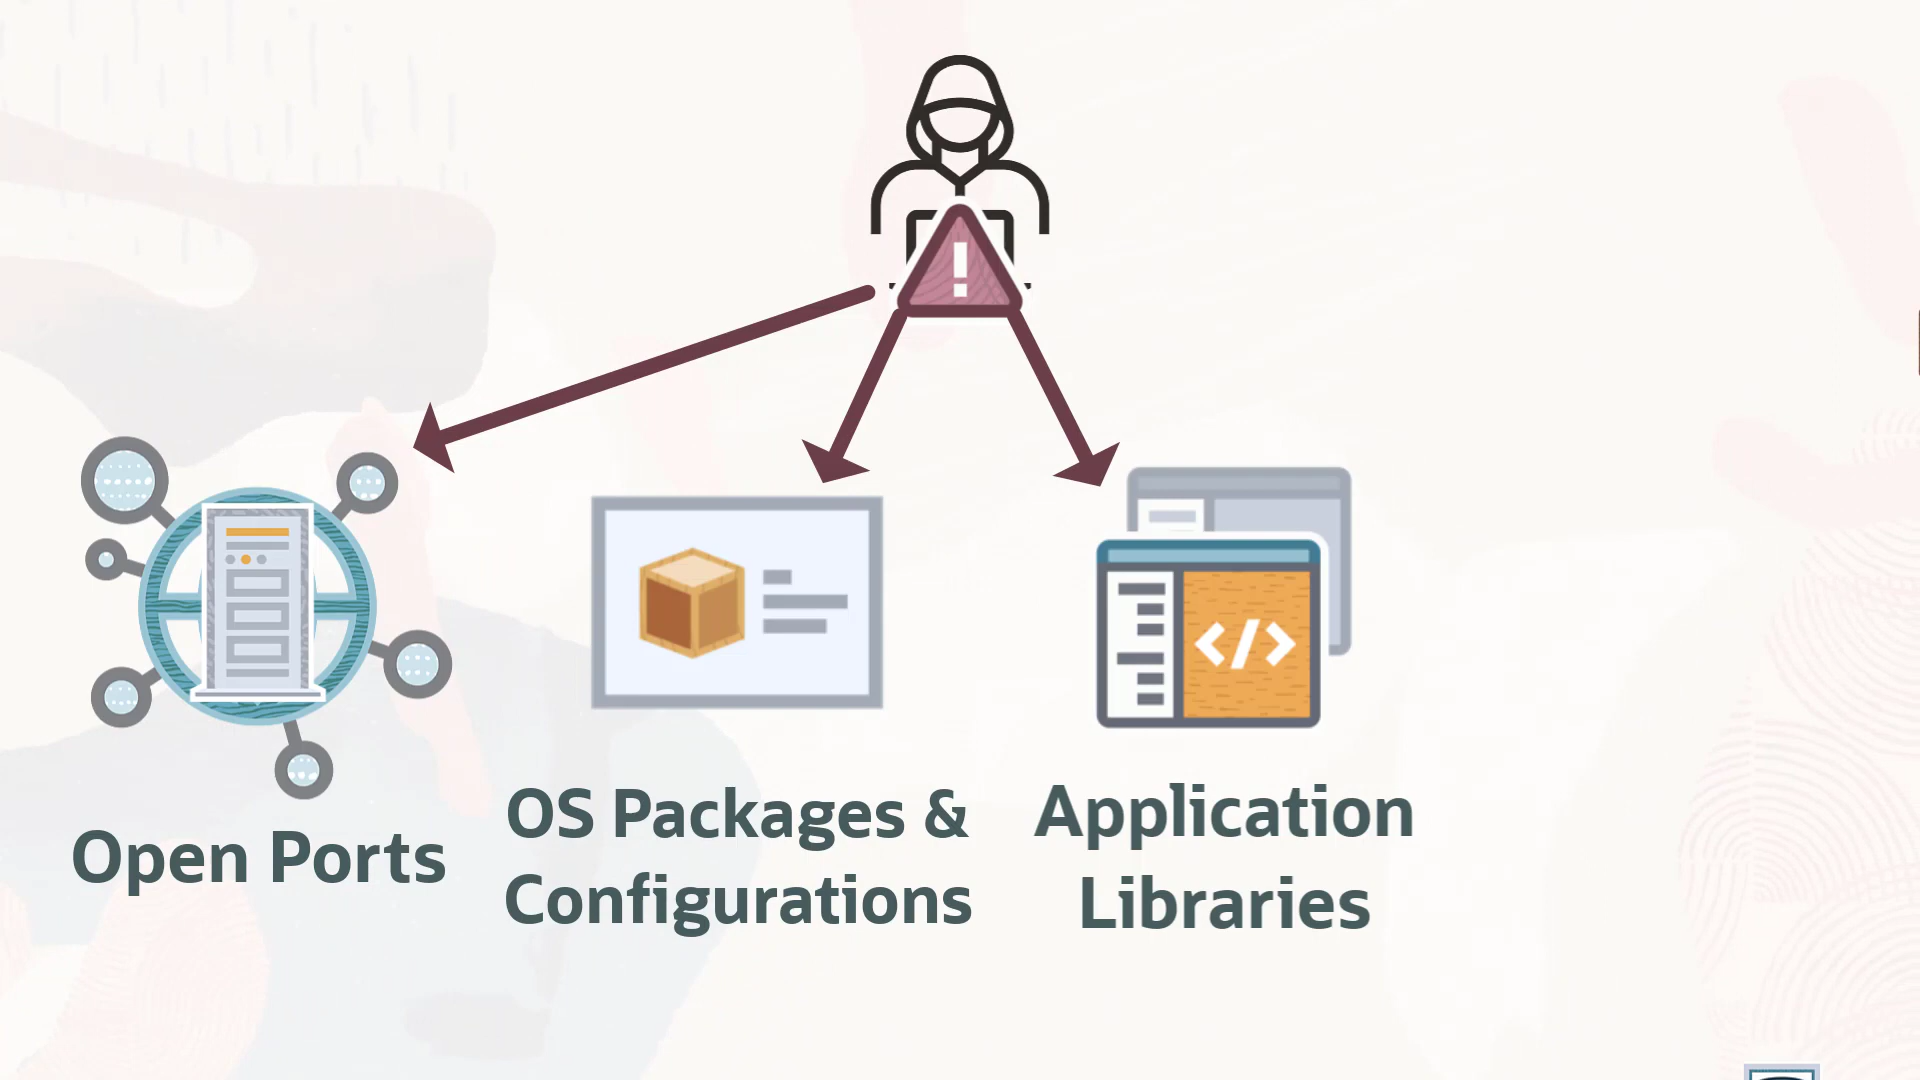 !
</>
Open Ports
OS Packages &
Configurations
Application
Libraries